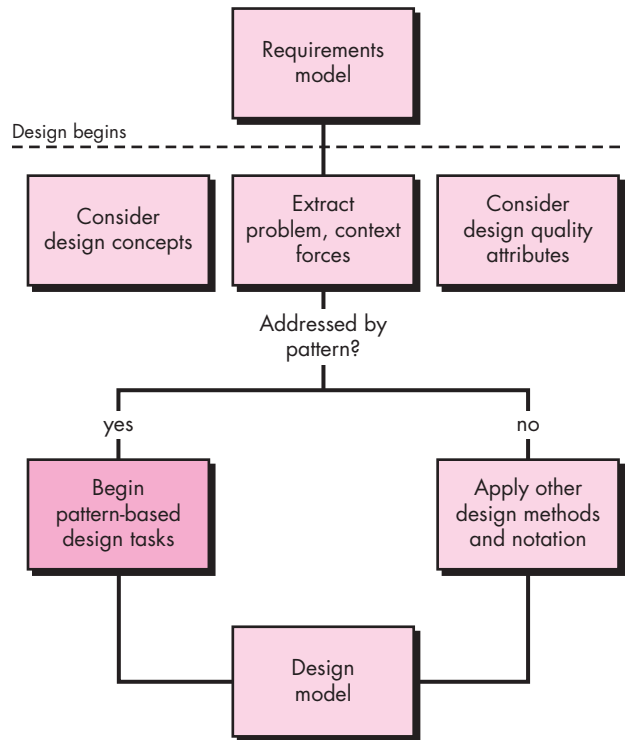 Requirements
model
Design begins
Consider
design concepts
Extract
problem, context
forces
Consider
design quality
attributes
Addressed by
pattern?
yes
no
Begin
pattern-based
design tasks
Apply other
design methods
and notation
Design
model